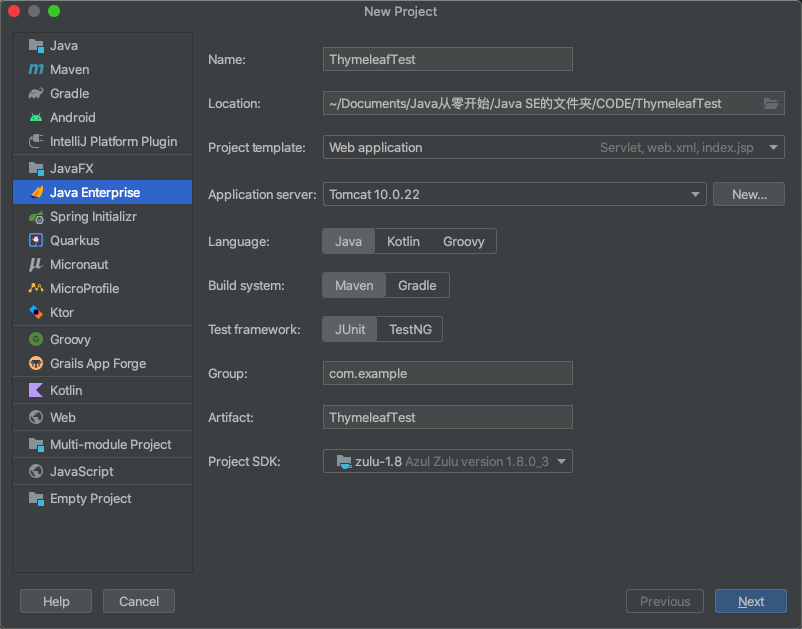 New Project
Java
Maven
Gradle
Android
IntelliJ Platform Plugin
JavaFX
Java Enterprise
Spring Initializr
Quarkus
Micronaut
MicroProfile
Ktor
Groovy
Grails App Forge
Kotlin
Web
Multi-module Project
JavaScript
Empty Project
Name: ThymeleafTest
Location: ~/Documents/Java从零开始/Java SE的文件夹/CODE/ThymeleafTest
Project template: Web application Servlet, web.xml, index.jsp
Application server: Tomcat 10.0.22 New...
Language: Java Kotlin Groovy
Build system: Maven Gradle
Test framework: JUnit TestNG
Group: com.example
Artifact: ThymeleafTest
Project SDK: zulu-1.8 Azul Zulu version 1.8.0_3
Help Cancel Previous Next